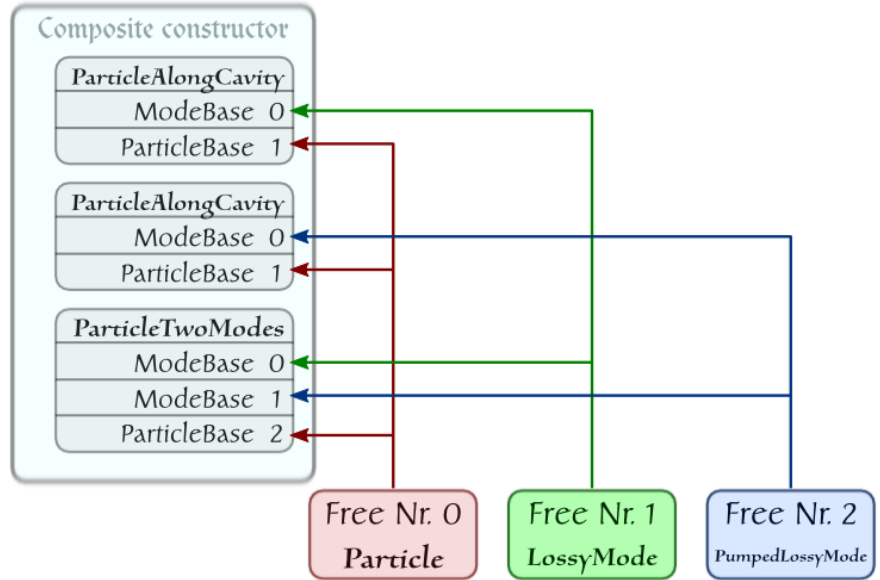 Composite constructor
ParticleAlongCavity
ModeBase 0
ParticleBase 1
ParticleAlongCavity
ModeBase 0
ParticleBase 1
ParticleTwoModes
ModeBase 0
ModeBase 1
ParticleBase 2
Free Nr. 0
Particle
Free Nr. 1
LossyMode
Free Nr. 2
PumpedLossyMode